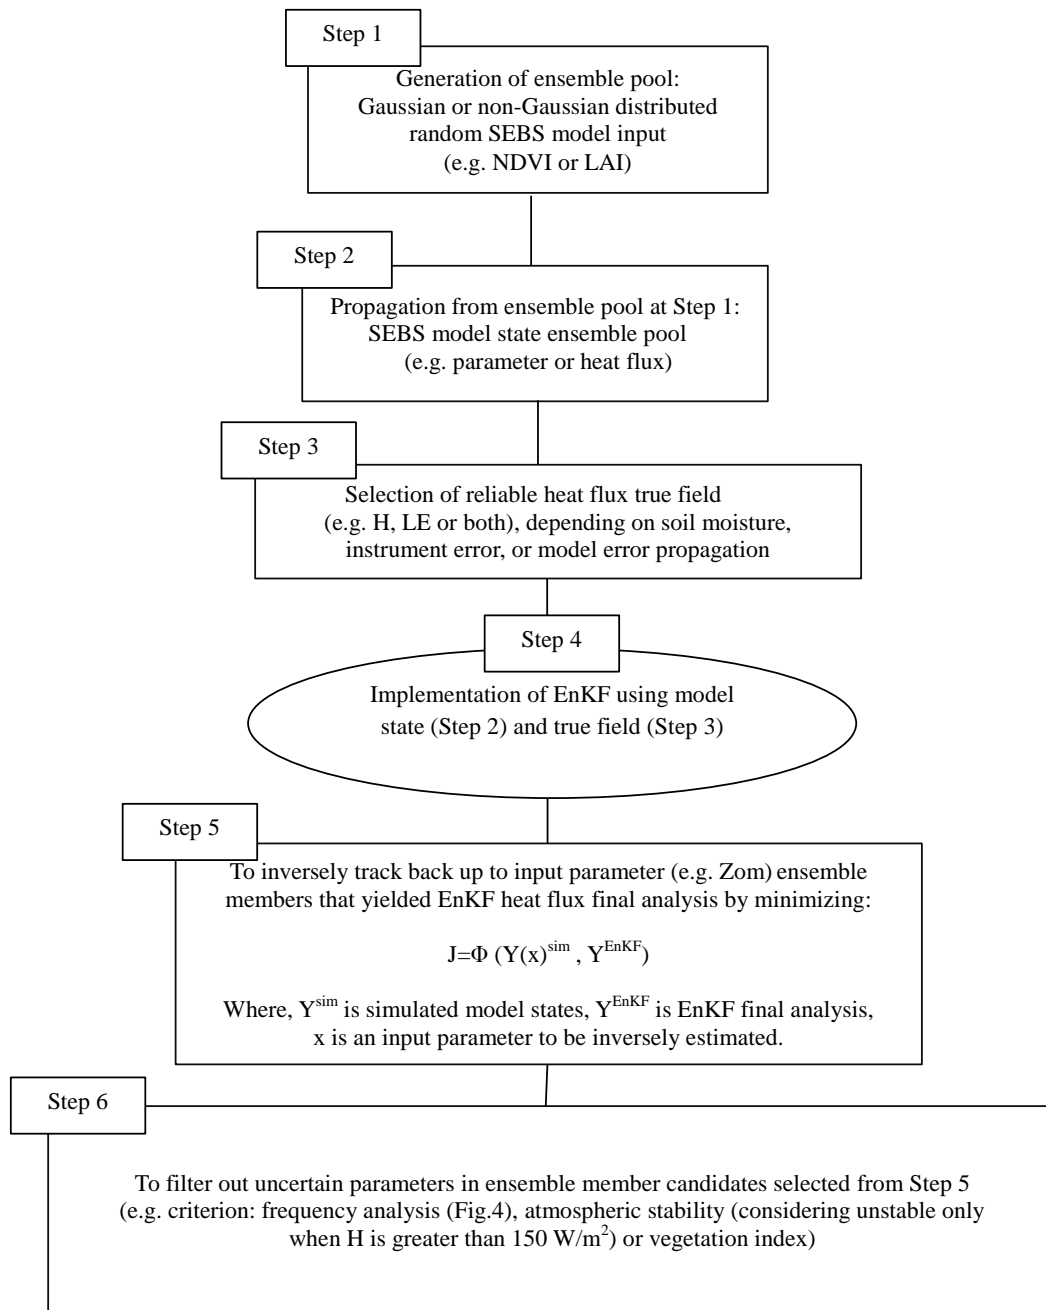 Step 1
Generation of ensemble pool:
Gaussian or non-Gaussian distributed
random SEBS model input
(e.g. NDVI or LAI)
Step 2
Propagation from ensemble pool at Step 1:
SEBS model state ensemble pool
(e.g. parameter or heat flux)
Step 3
Selection of reliable heat flux true field
(e.g. H, LE or both), depending on soil moisture,
instrument error, or model error propagation
Step 4
Implementation of EnKF using model
state (Step 2) and true field (Step 3)
Step 5
To inversely track back up to input parameter (e.g. Zom) ensemble
members that yielded EnKF heat flux final analysis by minimizing:
J=Φ (Y(x)^sim , Y^EnKF)
Where, Y^sim is simulated model states, Y^EnKF is EnKF final analysis,
x is an input parameter to be inversely estimated.
Step 6
To filter out uncertain parameters in ensemble member candidates selected from Step 5
(e.g. criterion: frequency analysis (Fig.4), atmospheric stability (considering unstable only
when H is greater than 150 W/m²) or vegetation index)